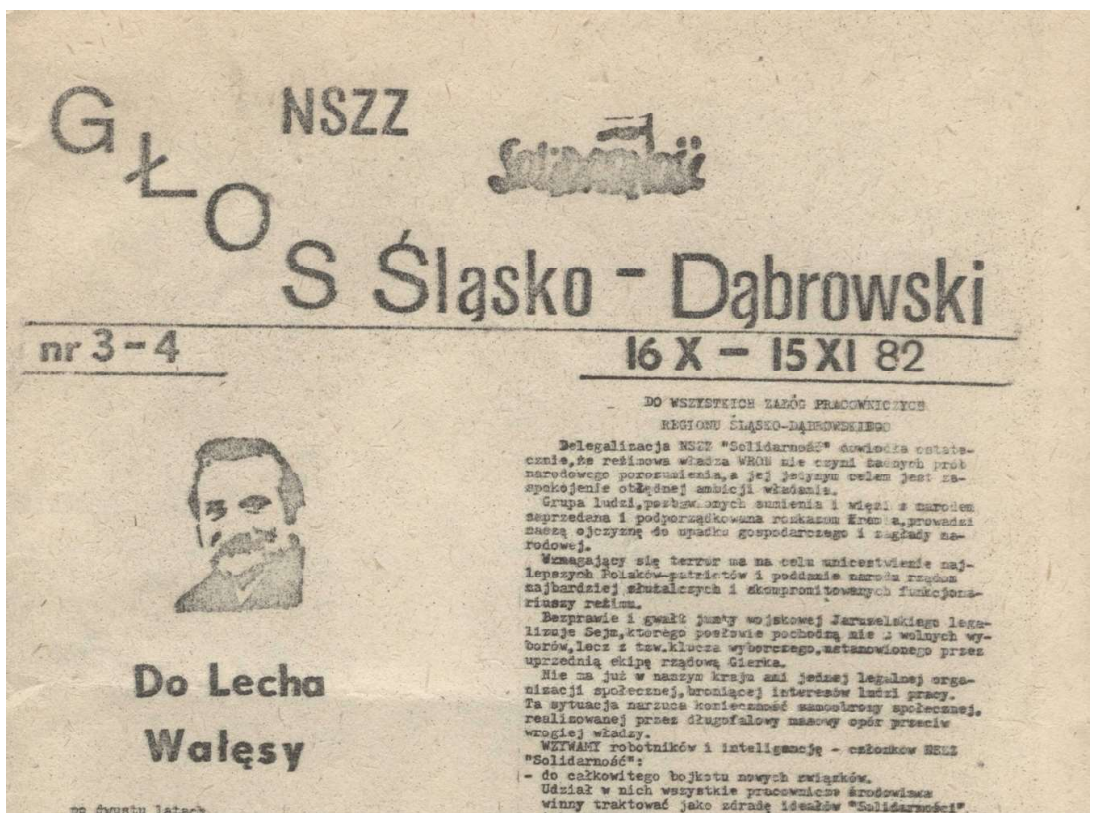 GŁOS
NSZZ
Solidarność
Śląsko - Dąbrowski
nr 3-4
16 X - 15 XI 82
Do Lecha
Wałęsy
po dwustu latach
DO WSZYSTKICH ZAŁÓG PRACOWNICZYCH
REGIONU ŚLĄSKO-DĄBROWSKIEGO
Delegalizacja NSZZ "Solidarność" dowiodła ostate-
cznie,że reżimowa władza WRON nie czyni żadnych prób
narodowego porozumienia,a jej jedynym celem jest za-
spokojenie obłędnej ambicji władania.
Grupa ludzi,pozbawionych sumienia i więzi z narodem
zaprzedana i podporządkowana rozkazom Kremla,prowadzi
naszą ojczyznę do upadku gospodarczego i zagłady na-
rodowej.
Wzmagający się terror ma na celu unicestwienie naj-
lepszych Polaków-patriotów i poddanie narodu rządom
najbardziej służalczych i skompromitowanych funkcjona-
riuszy reżimu.
Bezprawie i gwałt junty wojskowej Jaruzelskiego lega-
lizuje Sejm,którego posłowie pochodzą nie z wolnych wy-
borów,lecz z tzw.klucza wyborczego,ustanowionego przez
uprzednią ekipę rządową Gierka.
Nie ma już w naszym kraju ani jednej legalnej orga-
nizacji społecznej,broniącej interesów ludzi pracy.
Ta sytuacja narzuca konieczność samoobrony społecznej,
realizowanej przez długofalowy masowy opór przeciw
wrogiej władzy.
WZYWAMY robotników i inteligencję - członków NSZZ
"Solidarność":
- do całkowitego bojkotu nowych związków.
Udział w nich wszystkie pracownicze środowiska
winny traktować jako zdradę ideałów "Solidarności"